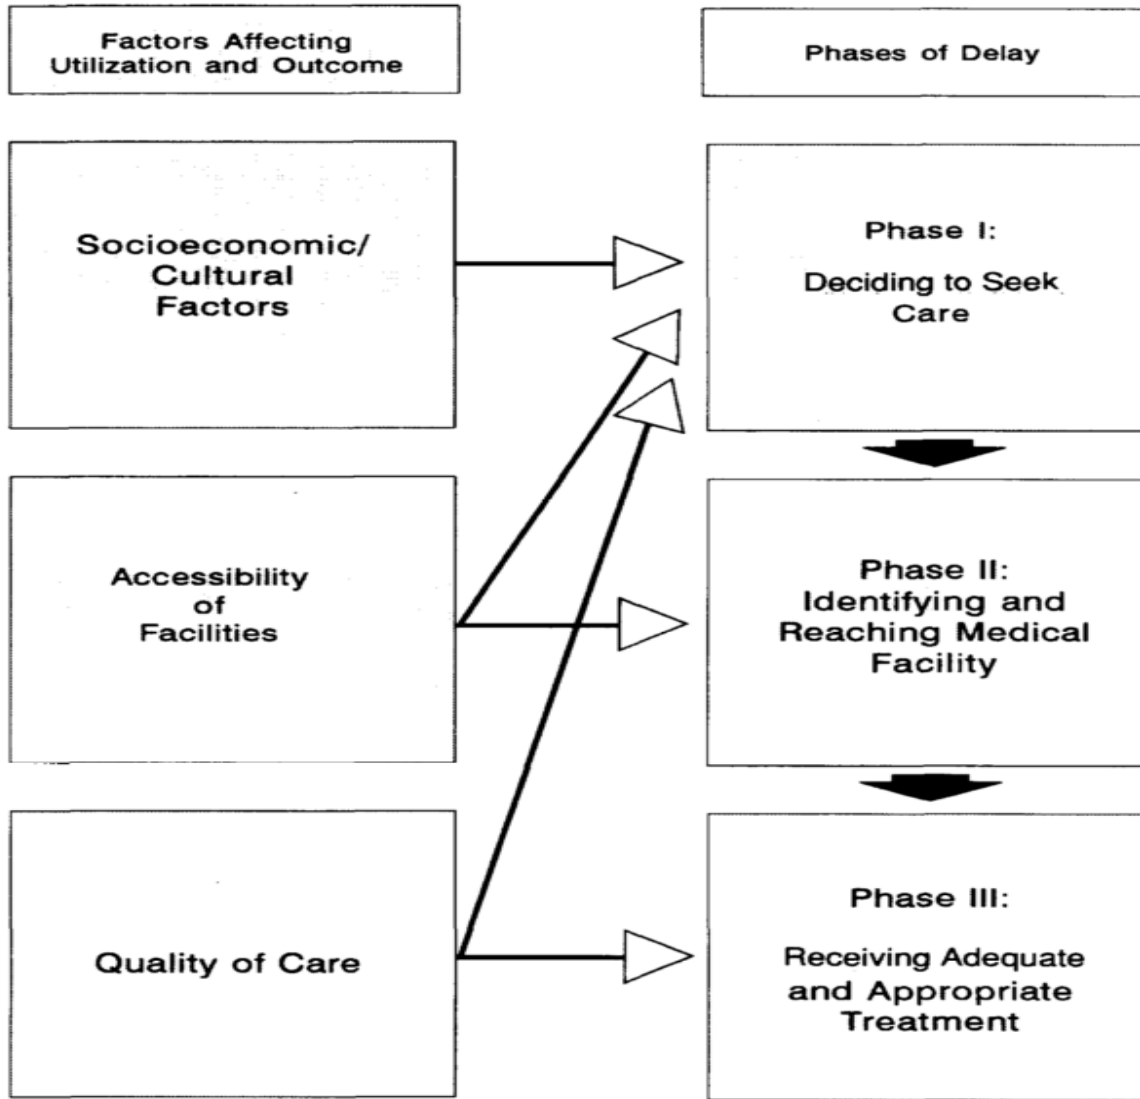 Factors Affecting
Utilization and Outcome
Phases of Delay
Socioeconomic/
Cultural
Factors
Phase I:
Deciding to Seek
Care
Accessibility
of
Facilities
Phase II:
Identifying and
Reaching Medical
Facility
Quality of Care
Phase III:
Receiving Adequate
and Appropriate
Treatment